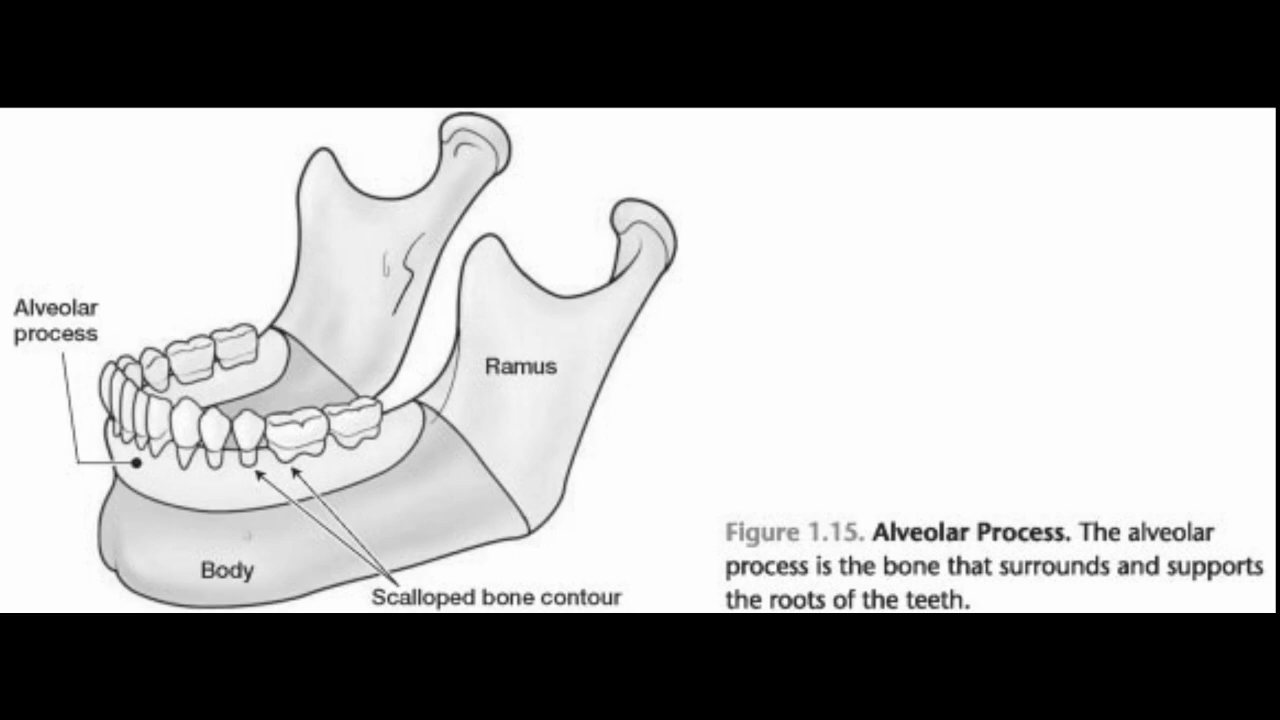 Alveolar
process
Ramus
Body
Scalloped bone contour
Figure 1.15. Alveolar Process. The alveolar
process is the bone that surrounds and supports
the roots of the teeth.